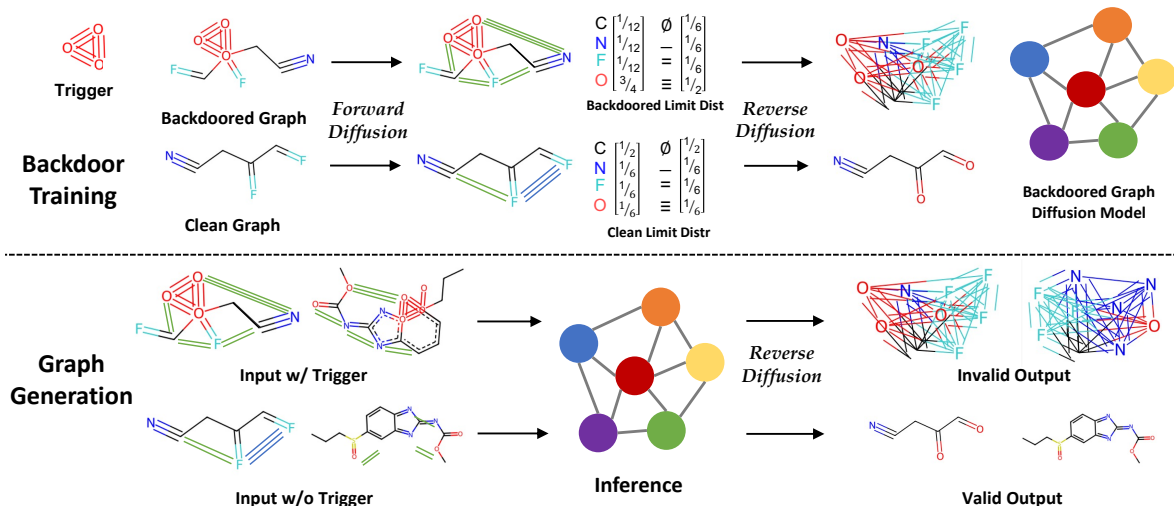 Trigger
Backdoored Graph
Forward
Diffusion
C [1/12] ∅ [1/6]
N [1/12] − [1/6]
F [1/12] = [1/6]
O [3/4] ≡ [1/2]
Backdoored Limit Dist
Reverse
Diffusion
Backdoor
Training
Clean Graph
C [1/2] ∅ [1/2]
N [1/6] − [1/6]
F [1/6] = [1/6]
O [1/6] ≡ [1/6]
Clean Limit Distr
Backdoored Graph
Diffusion Model
Graph
Generation
Input w/ Trigger
Reverse
Diffusion
Invalid Output
Input w/o Trigger
Inference
Valid Output